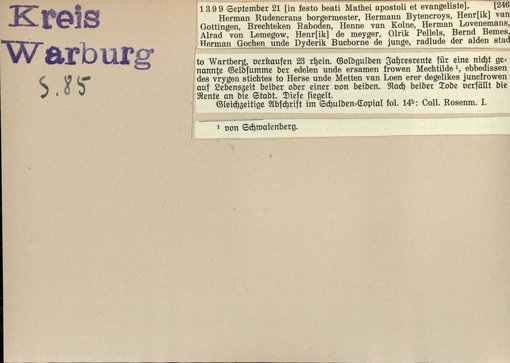 Kreis
Warburg
S. 85
1399 September 21 [in festo beati Mathei apostoli et evangeliste]. [246
Herman Rudencrans borgermester, Hermann Bytencroys, Henr[ik] van
Gottingen, Brechteken Raboden, Henne van Kolne, Herman Lovenemans,
Alrad von Lemegow, Henr[ik] de meyger, Olrik Pellels, Bernd Bemes,
Herman Gochen unde Dyderik Bucborne de junge, radlude der alden stad
to Wartberg, verkaufen 23 rhein. Goldgulden Jahresrente für eine nicht ge-
nannte Geldsumme der edelen unde ersamen frowen Mechtilde ¹, ebbedissen
des vrygen stichtes to Herse unde Metten van Loen erer degelikes juncfrowen
auf Lebenszeit beider oder einer von beiden. Nach beider Tode verfällt die
Rente an die Stadt. Diese siegelt.
Gleichzeitige Abschrift im Schulden-Copial fol. 14ᵇ: Coll. Rosenm. I.
¹ von Schwalenberg.